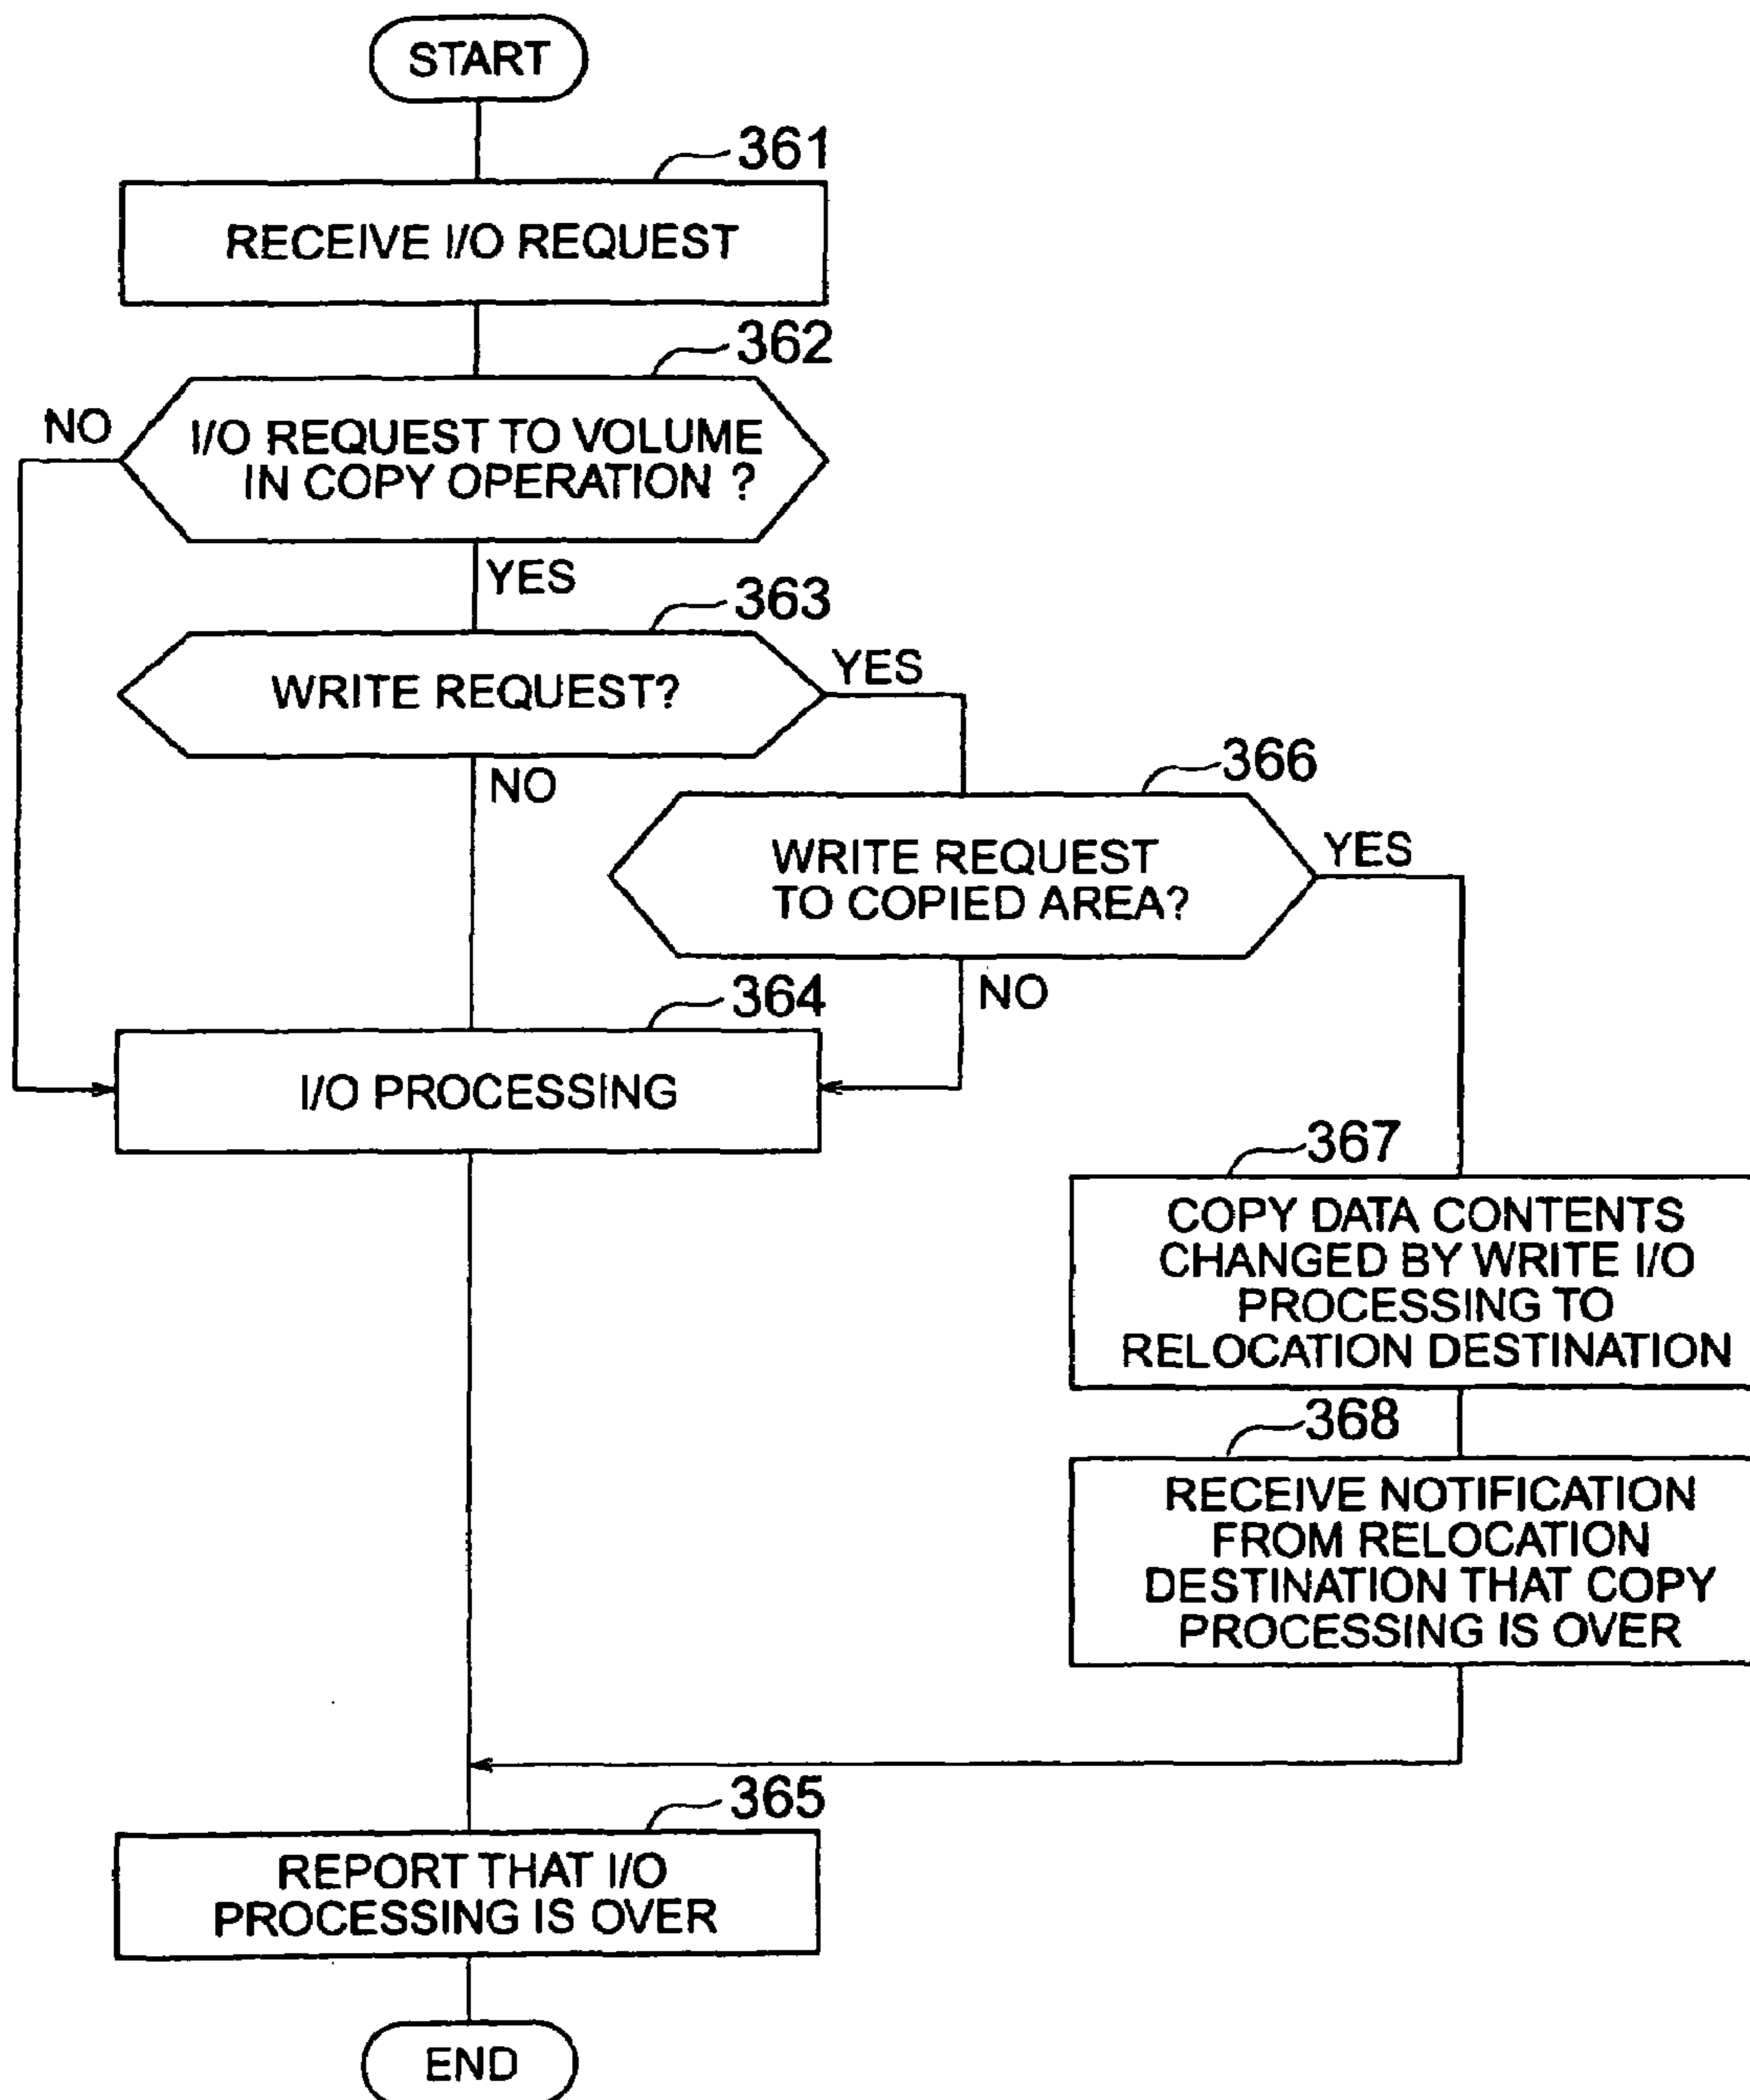 START
361
RECEIVE I/O REQUEST
362
NO
I/O REQUEST TO VOLUME
IN COPY OPERATION ?
YES
363
WRITE REQUEST?
YES
NO
366
WRITE REQUEST
TO COPIED AREA?
YES
NO
364
I/O PROCESSING
367
COPY DATA CONTENTS
CHANGED BY WRITE I/O
PROCESSING TO
RELOCATION DESTINATION
368
RECEIVE NOTIFICATION
FROM RELOCATION
DESTINATION THAT COPY
PROCESSING IS OVER
365
REPORT THAT I/O
PROCESSING IS OVER
END